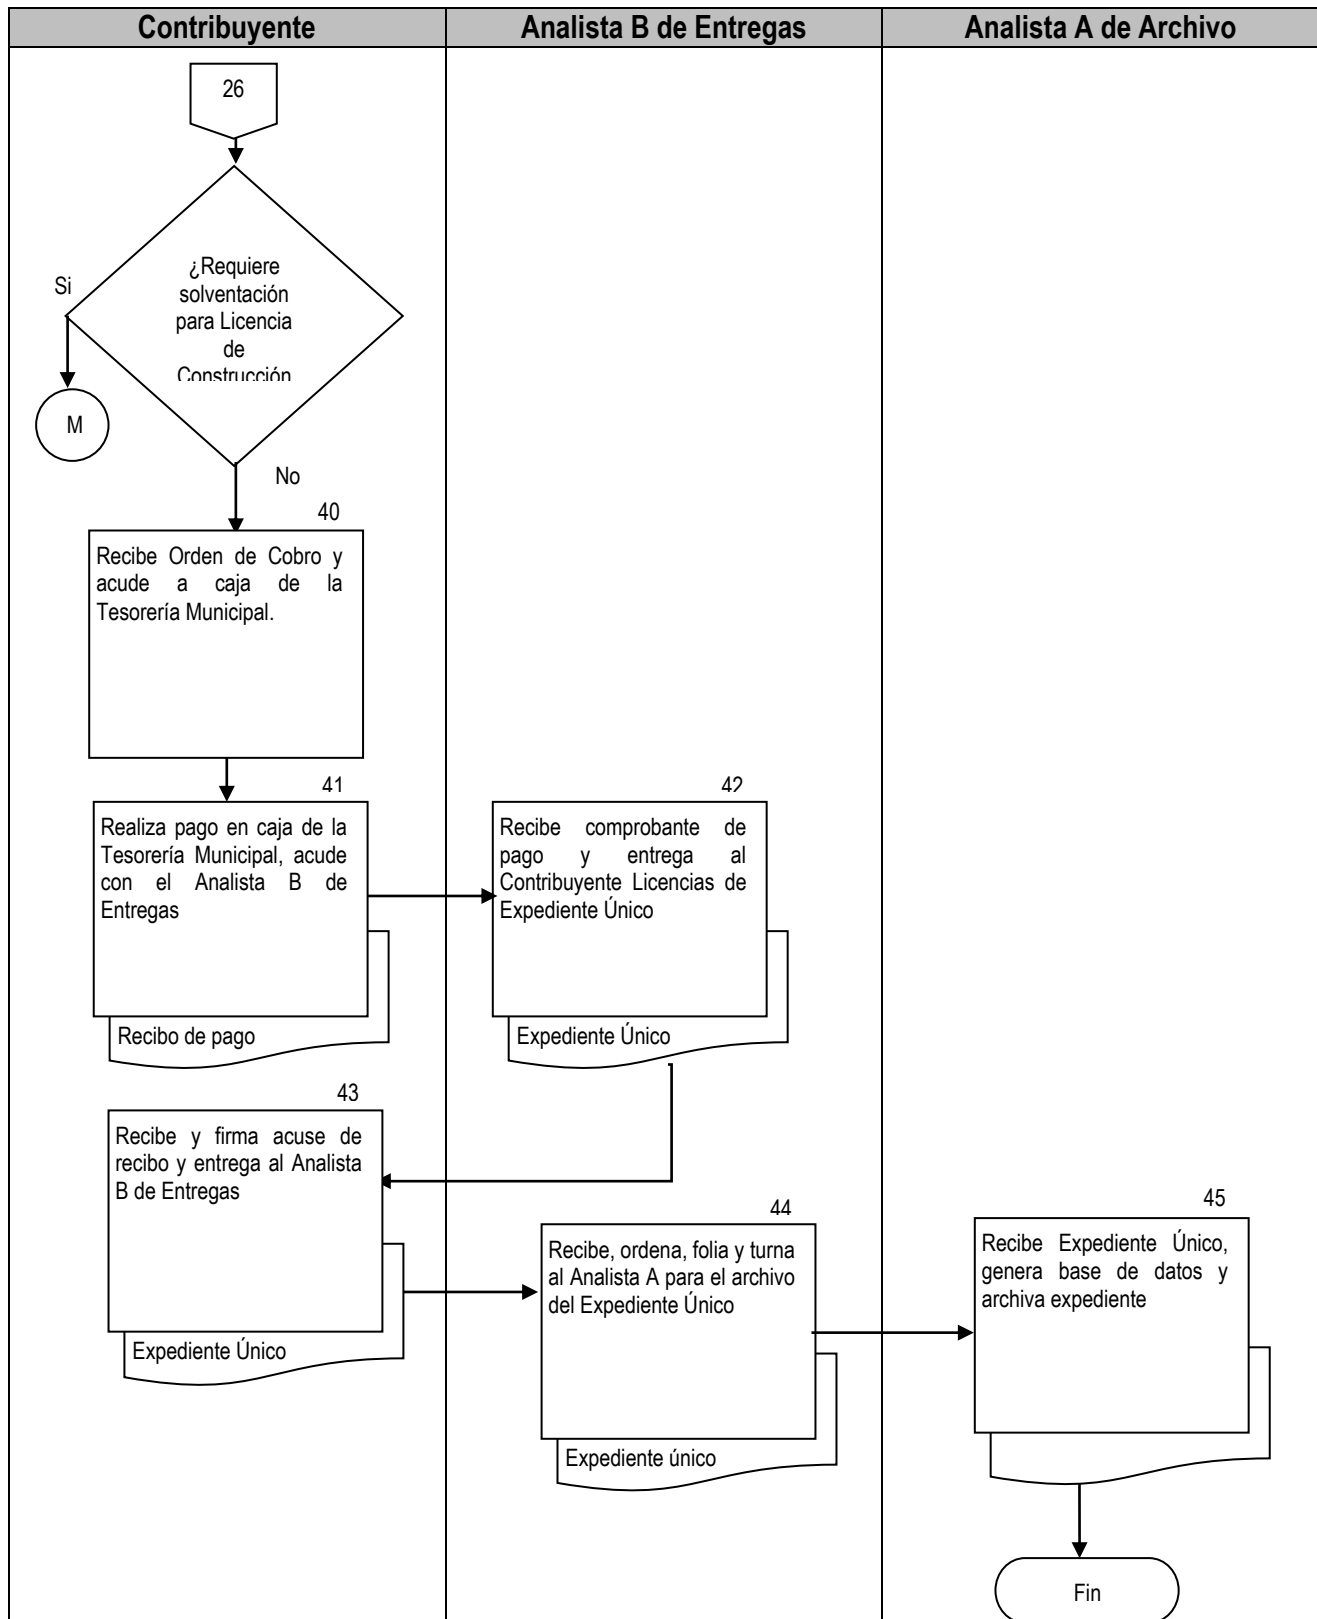 Contribuyente
Analista B de Entregas
Analista A de Archivo
26
¿Requiere
solventación
para Licencia
de
Construcción
Si
M
No
40
Recibe Orden de Cobro y
acude a caja de la
Tesorería Municipal.
41
Realiza pago en caja de la
Tesorería Municipal, acude
con el Analista B de
Entregas
Recibo de pago
42
Recibe comprobante de
pago y entrega al
Contribuyente Licencias de
Expediente Único
Expediente Único
43
Recibe y firma acuse de
recibo y entrega al Analista
B de Entregas
Expediente Único
44
Recibe, ordena, folia y turna
al Analista A para el archivo
del Expediente Único
Expediente único
45
Recibe Expediente Único,
genera base de datos y
archiva expediente
Fin